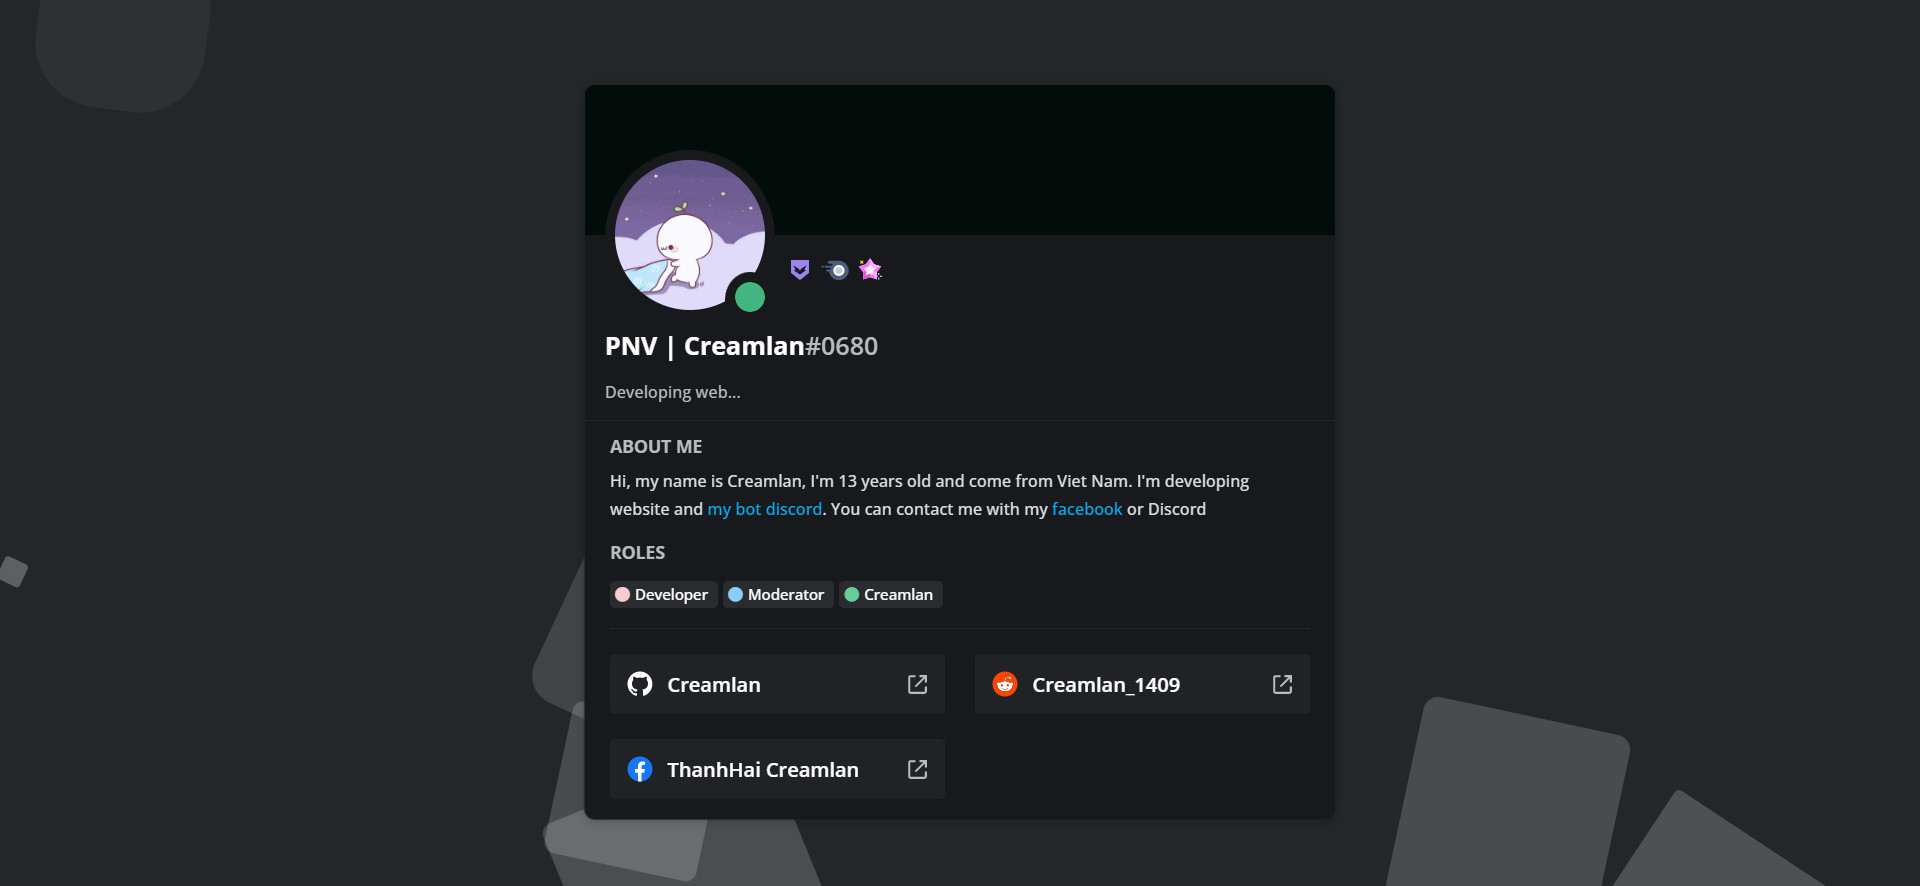 PNV | Creamlan#0680
Developing web...
ABOUT ME
Hi, my name is Creamlan, I'm 13 years old and come from Viet Nam. I'm developing
website and my bot discord. You can contact me with my facebook or Discord
ROLES
Developer Moderator Creamlan
Creamlan
Creamlan_1409
ThanhHai Creamlan